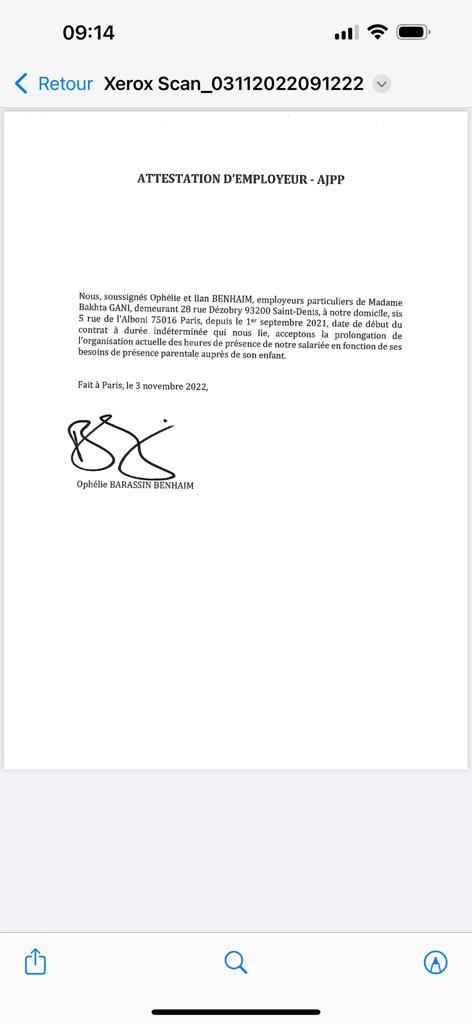 09:14
Retour Xerox Scan_03112022091222
ATTESTATION D'EMPLOYEUR - AJPP
Nous, soussignés Ophélie et Ilan BENHAIM, employeurs particuliers de Madame
Bakhta GANI, demeurant 28 rue Dézobry 93200 Saint-Denis, à notre domicile, sis
5 rue de l'Alboni 75016 Paris, depuis le 1er septembre 2021, date de début du
contrat à durée indéterminée qui nous lie, acceptons la prolongation de
l'organisation actuelle des heures de présence de notre salariée en fonction de ses
besoins de présence parentale auprès de son enfant.
Fait à Paris, le 3 novembre 2022,
Ophélie BARASSIN BENHAIM